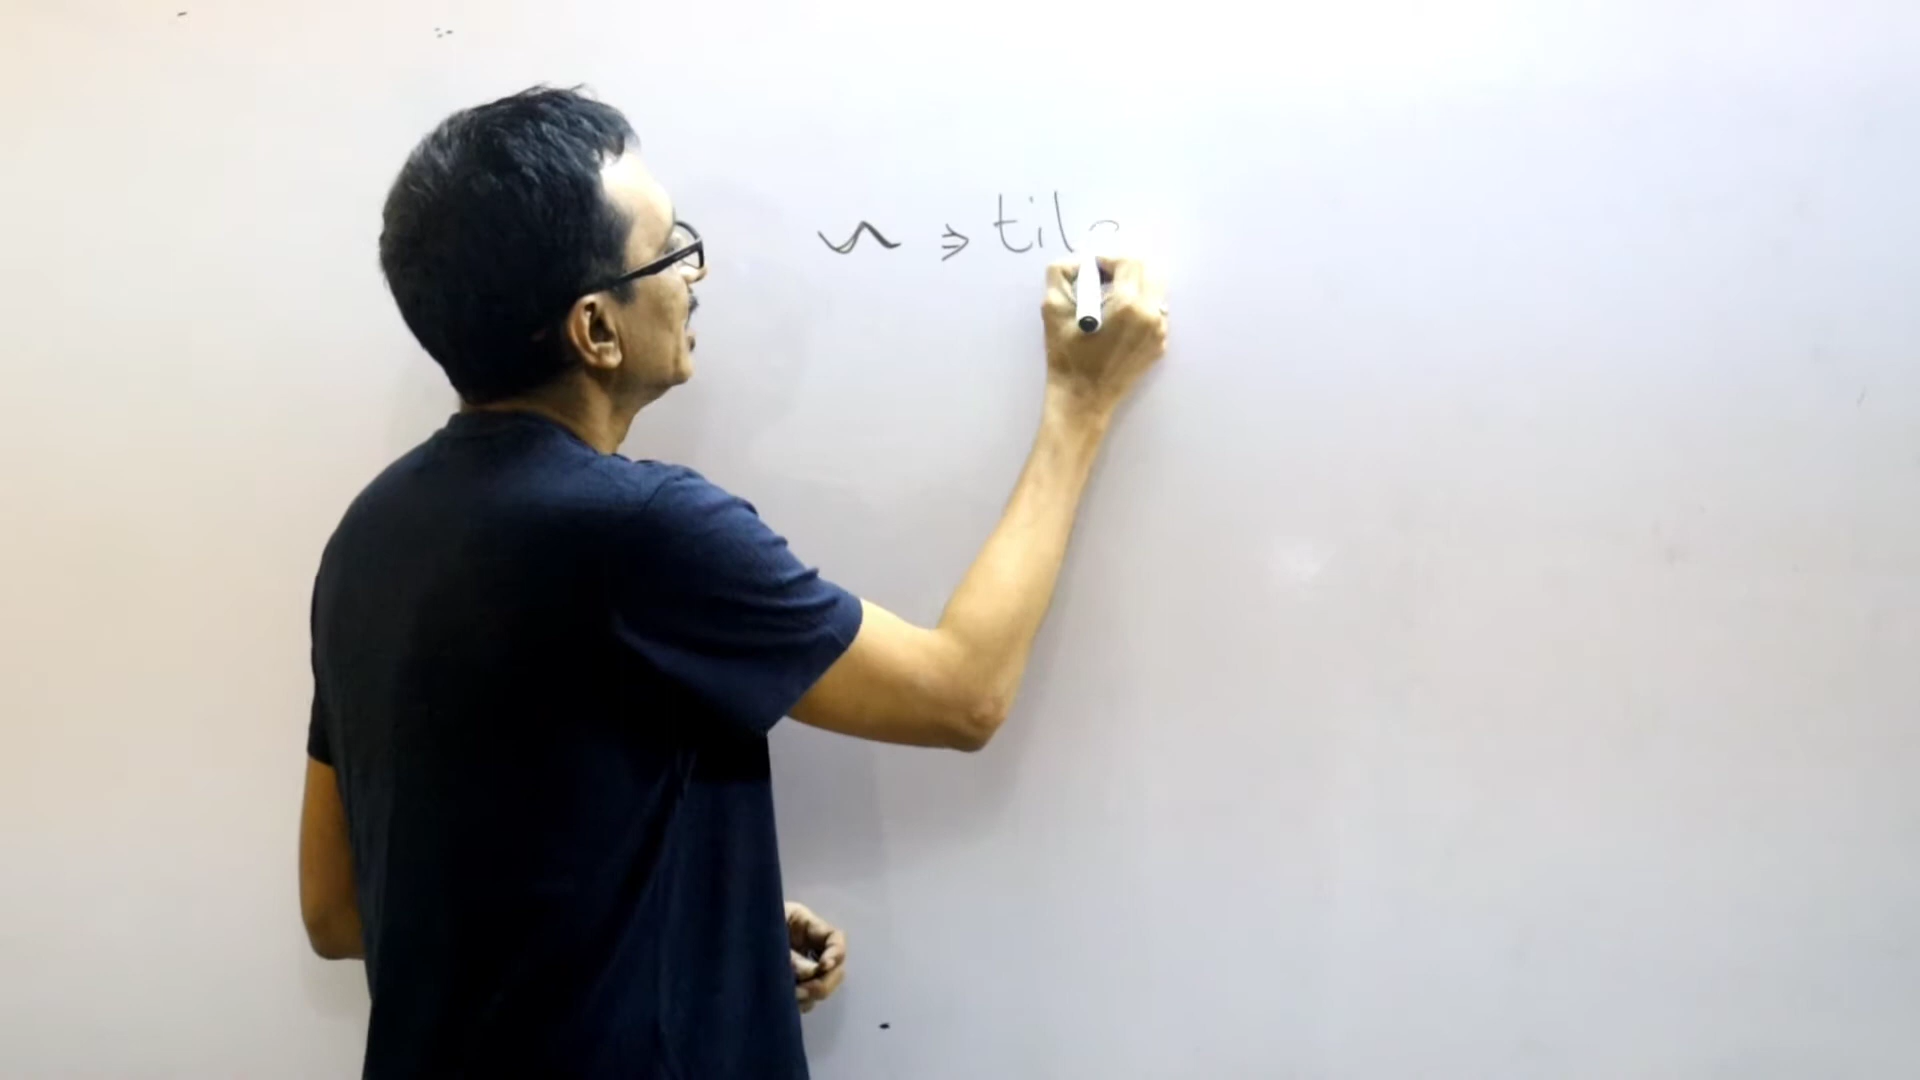 ~ ⇒ til